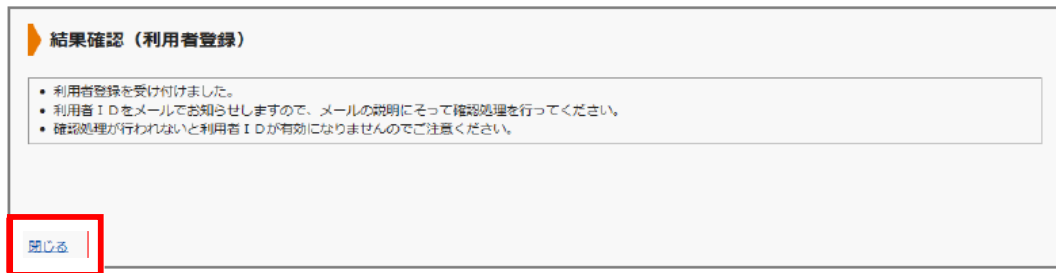 結果確認（利用者登録）
• 利用者登録を受け付けました。
• 利用者ＩＤをメールでお知らせしますので、メールの説明にそって確認処理を行ってください。
• 確認処理が行われないと利用者ＩＤが有効になりませんのでご注意ください。
閉じる